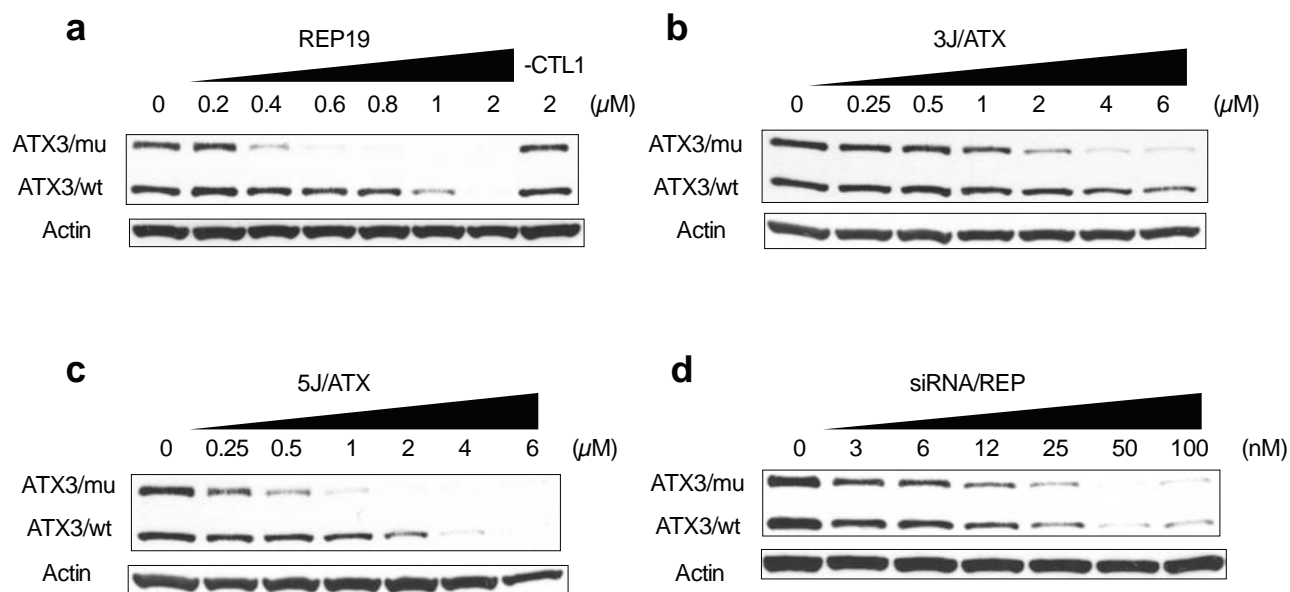 a
REP19
-CTL1
0 0.2 0.4 0.6 0.8 1 2 2 (µM)
ATX3/mu
ATX3/wt
Actin
b
3J/ATX
0 0.25 0.5 1 2 4 6 (µM)
ATX3/mu
ATX3/wt
Actin
c
5J/ATX
0 0.25 0.5 1 2 4 6 (µM)
ATX3/mu
ATX3/wt
Actin
d
siRNA/REP
0 3 6 12 25 50 100 (nM)
ATX3/mu
ATX3/wt
Actin